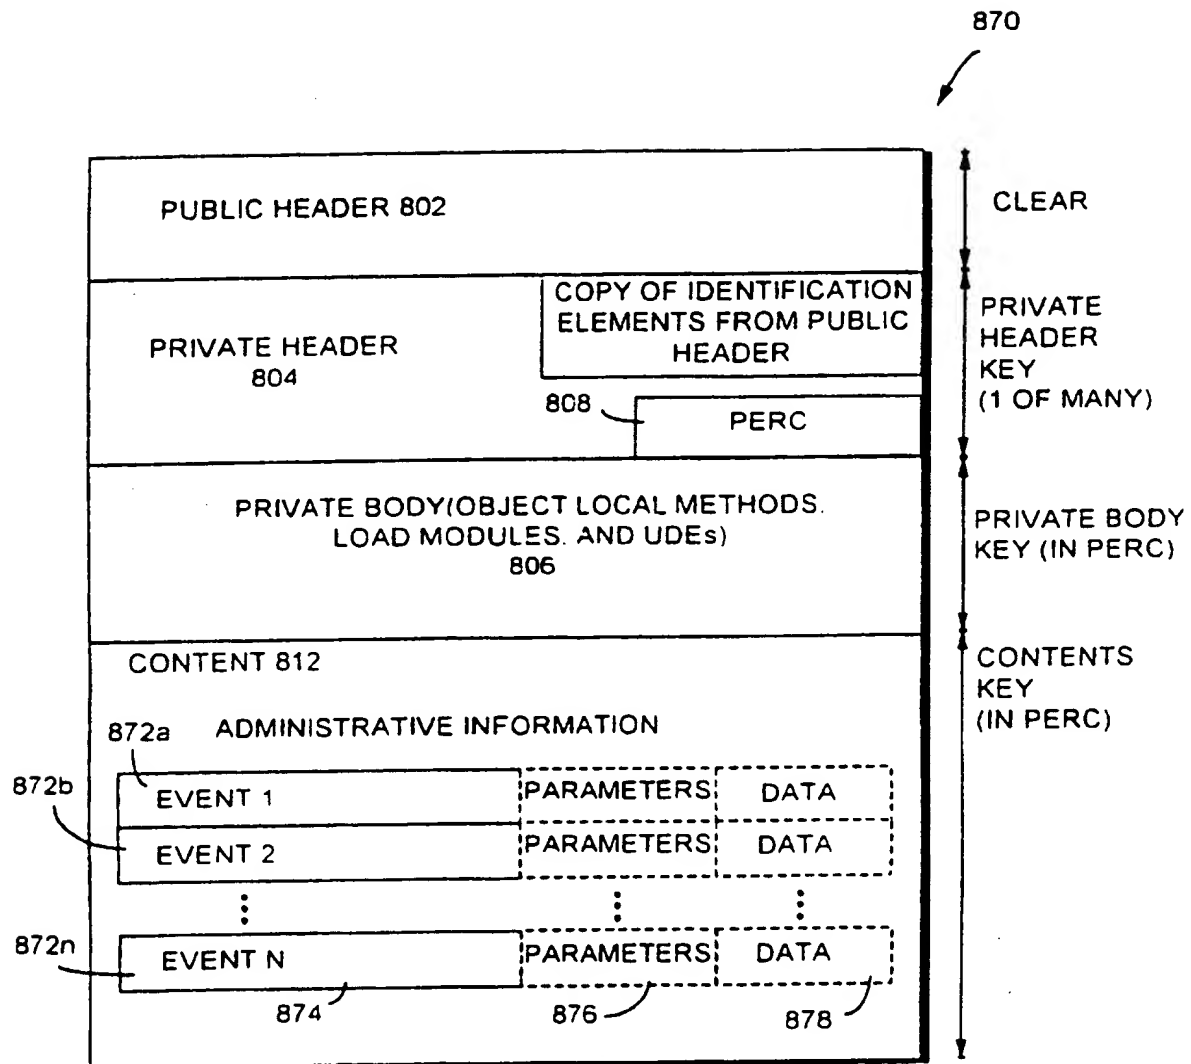 870
PUBLIC HEADER 802
CLEAR
COPY OF IDENTIFICATION
ELEMENTS FROM PUBLIC
HEADER
PRIVATE HEADER
804
808
PERC
PRIVATE
HEADER
KEY
(1 OF MANY)
PRIVATE BODY(OBJECT LOCAL METHODS.
LOAD MODULES. AND UDEs)
806
PRIVATE BODY
KEY (IN PERC)
CONTENT 812
CONTENTS
KEY
(IN PERC)
ADMINISTRATIVE INFORMATION
872a
EVENT 1 PARAMETERS DATA
872b
EVENT 2 PARAMETERS DATA
872n
EVENT N PARAMETERS DATA
874 876 878